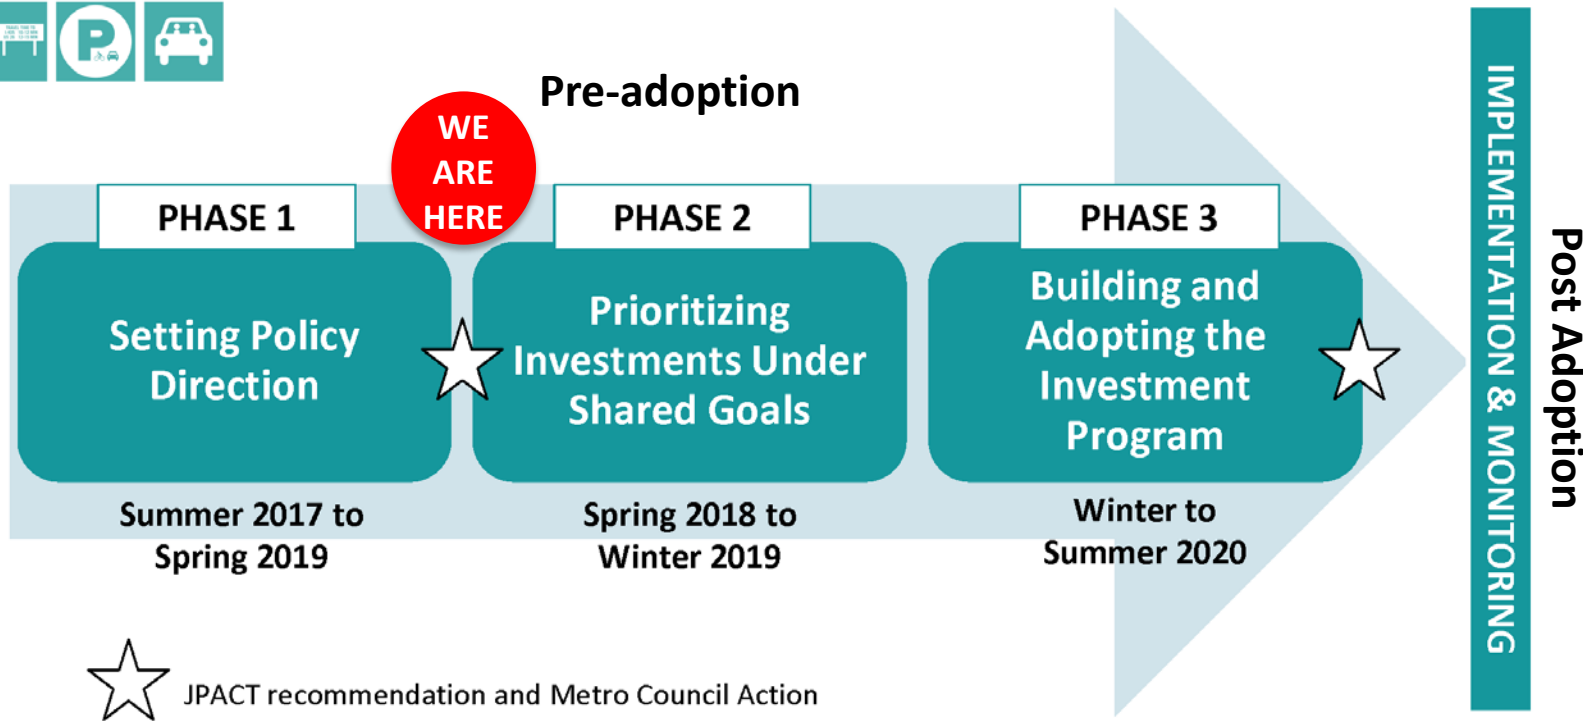 P
Pre-adoption
WE
ARE
HERE
PHASE 1
Setting Policy
Direction
Summer 2017 to
Spring 2019
PHASE 2
Prioritizing
Investments Under
Shared Goals
Spring 2018 to
Winter 2019
PHASE 3
Building and
Adopting the
Investment
Program
Winter to
Summer 2020
IMPLEMENTATION & MONITORING
Post Adoption
JPACT recommendation and Metro Council Action